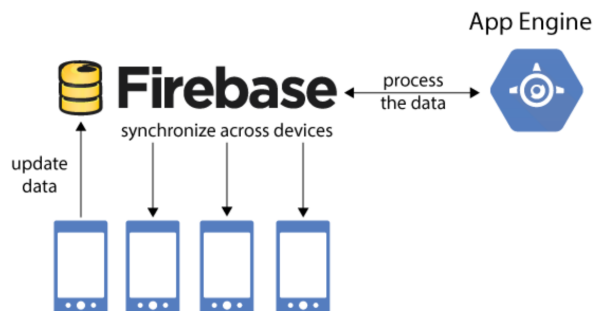 App Engine
Firebase
process
the data
synchronize across devices
update
data